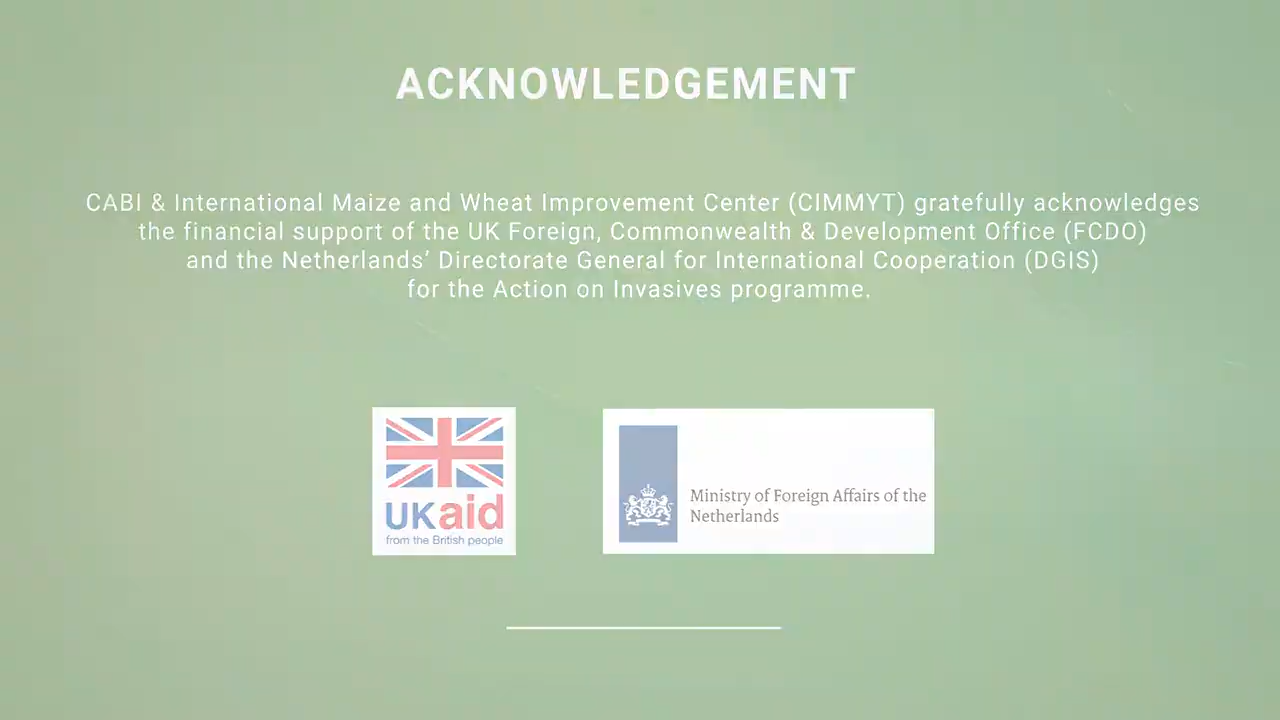 ACKNOWLEDGEMENT
CABI & International Maize and Wheat Improvement Center (CIMMYT) gratefully acknowledges
the financial support of the UK Foreign, Commonwealth & Development Office (FCDO)
and the Netherlands’ Directorate General for International Cooperation (DGIS)
for the Action on Invasives programme.
UKaid
from the British people
Ministry of Foreign Affairs of the
Netherlands